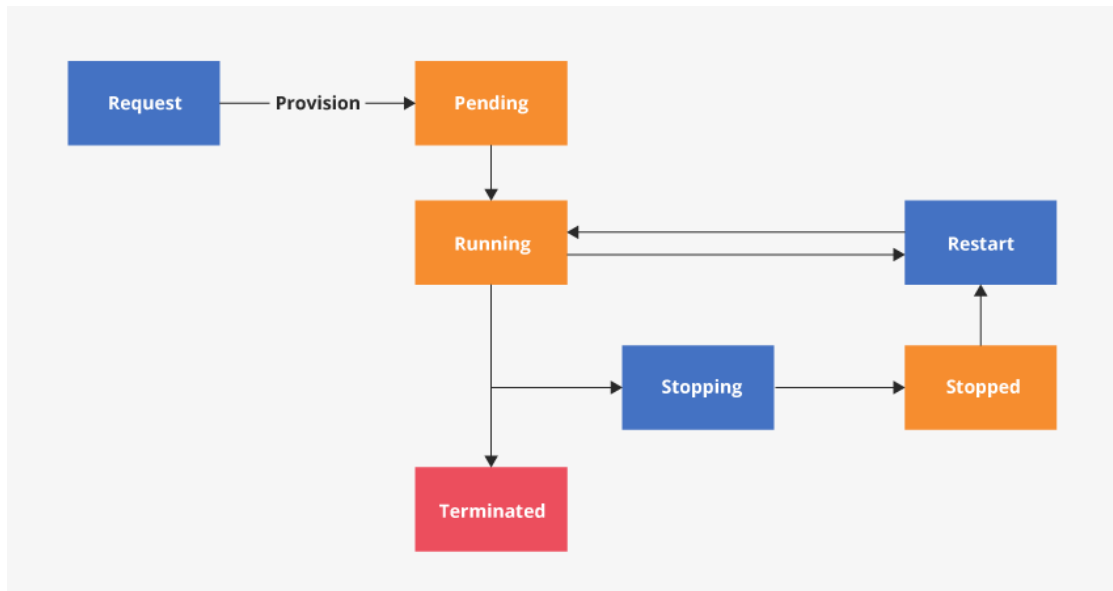 Request
Provision
Pending
Running
Restart
Stopping
Stopped
Terminated